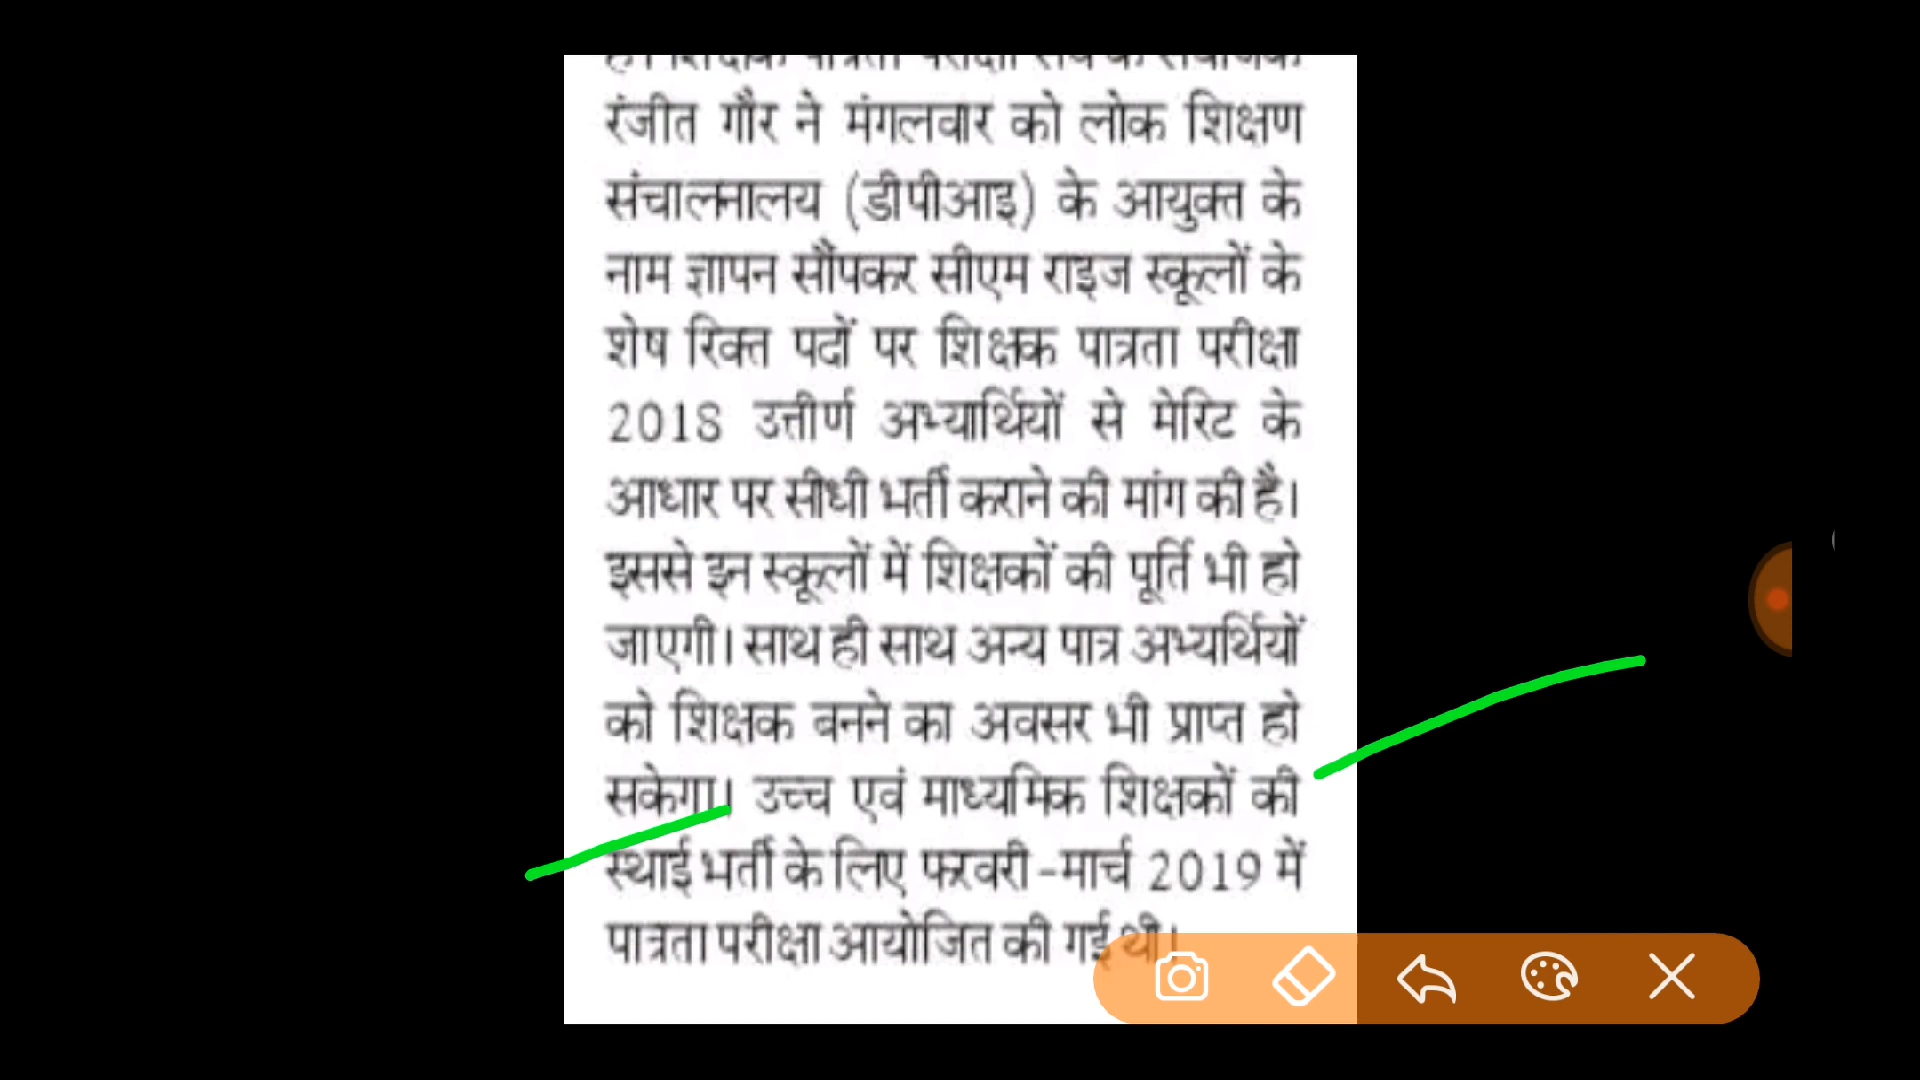 रंजीत गौर ने मंगलवार को लोक शिक्षण
संचालनालय (डीपीआइ) के आयुक्त के
नाम ज्ञापन सौंपकर सीएम राइज स्कूलों के
शेष रिक्त पदों पर शिक्षक पात्रता परीक्षा
2018 उत्तीर्ण अभ्यार्थियों से मेरिट के
आधार पर सीधी भर्ती कराने की मांग की है।
इससे इन स्कूलों में शिक्षकों की पूर्ति भी हो
जाएगी। साथ ही साथ अन्य पात्र अभ्यर्थियों
को शिक्षक बनने का अवसर भी प्राप्त हो
सकेगा। उच्च एवं माध्यमिक शिक्षकों की
स्थाई भर्ती के लिए फरवरी-मार्च 2019 में
पात्रता परीक्षा आयोजित की गई थी।